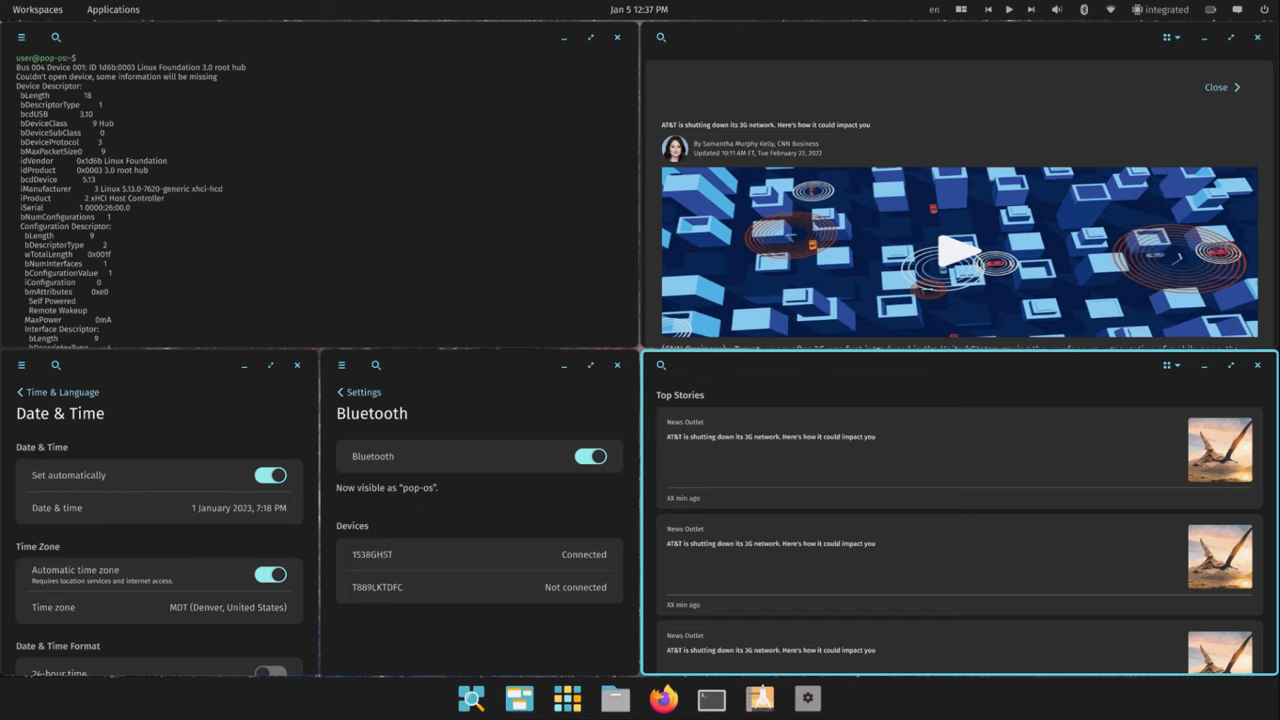 Workspaces
Applications
Jan 5 12:37 PM
en
integrated
user@pop-os:~$
Bus 004 Device 001: ID 1d6b:0003 Linux Foundation 3.0 root hub
Couldn't open device, some information will be missing
Device Descriptor:
bLength 18
bDescriptorType 1
bcdUSB 3.10
bDeviceClass 9 Hub
bDeviceSubClass 0
bDeviceProtocol 3
bMaxPacketSize0 9
idVendor 0x1d6b Linux Foundation
idProduct 0x0003 3.0 root hub
bcdDevice 5.13
iManufacturer 3 Linux 5.13.0-7620-generic xhci-hcd
iProduct 2 xHCI Host Controller
iSerial 1 0000:26:00.0
bNumConfigurations 1
Configuration Descriptor:
bLength 9
bDescriptorType 2
wTotalLength 0x001f
bNumInterfaces 1
bConfigurationValue 1
iConfiguration 0
bmAttributes 0xe0
Self Powered
Remote Wakeup
MaxPower 0mA
Interface Descriptor:
bLength 9
Close
AT&T is shutting down its 3G network. Here's how it could impact you
By Samantha Murphy Kelly, CNN Business
Updated 10:11 AM ET, Tue February 22, 2022
Time & Language
Date & Time
Date & Time
Set automatically
Date & time 1 January 2023, 7:18 PM
Time Zone
Automatic time zone
Requires location services and internet access.
Time zone MDT (Denver, United States)
Date & Time Format
24-hour time
Settings
Bluetooth
Bluetooth
Now visible as "pop-os".
Devices
1538GHST Connected
T889LKTDFC Not connected
Top Stories
News Outlet
AT&T is shutting down its 3G network. Here's how it could impact you
XX min ago
News Outlet
AT&T is shutting down its 3G network. Here's how it could impact you
XX min ago
News Outlet
AT&T is shutting down its 3G network. Here's how it could impact you